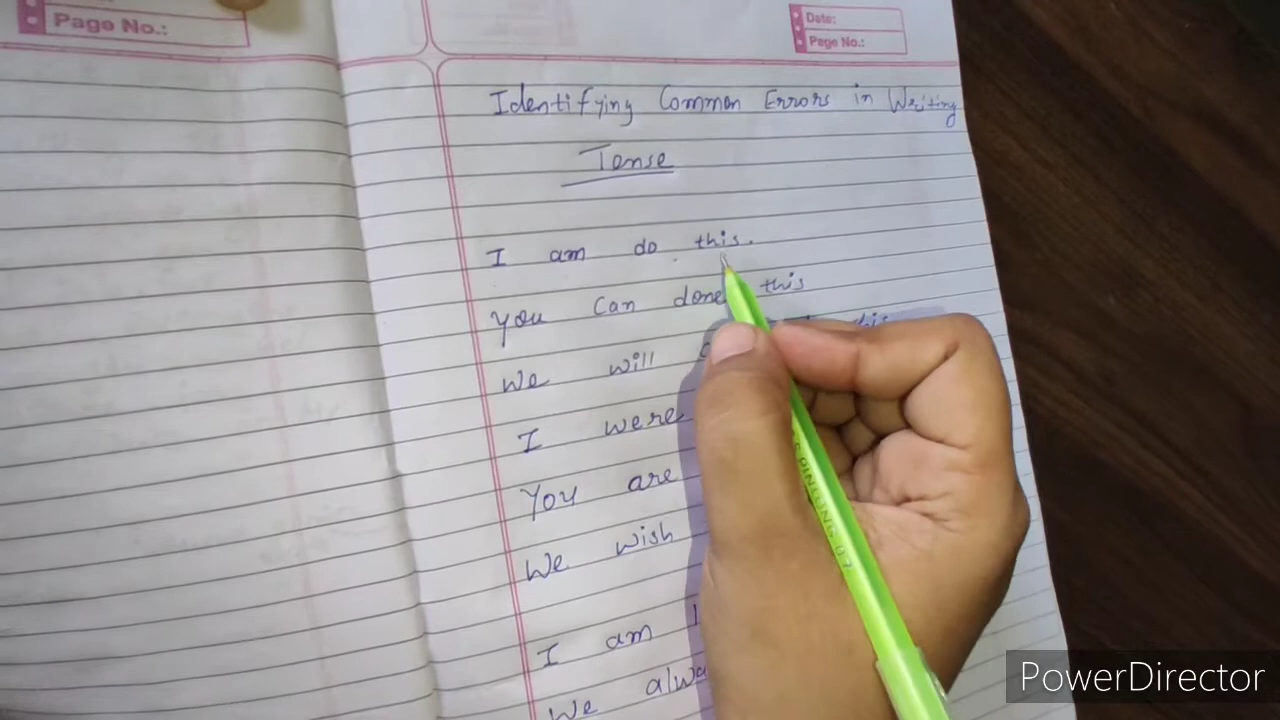 Page No.:
Date:
Page No.:
Identifying Common Errors in Writing
Tense
I am do this.
You can done this
We will this
I were
You are
We wish
I am
We
PowerDirector